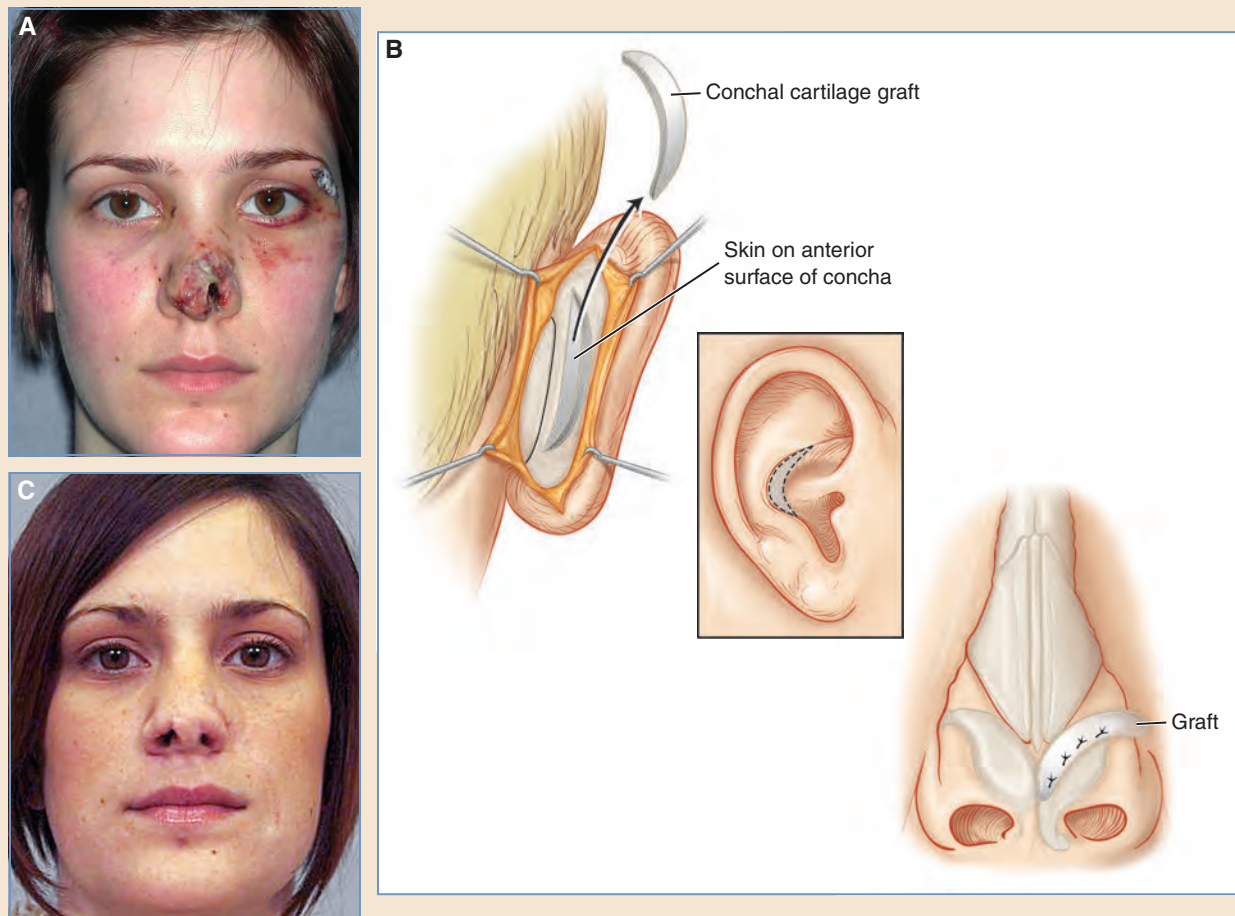 A
B
Conchal cartilage graft
Skin on anterior
surface of concha
C
Graft